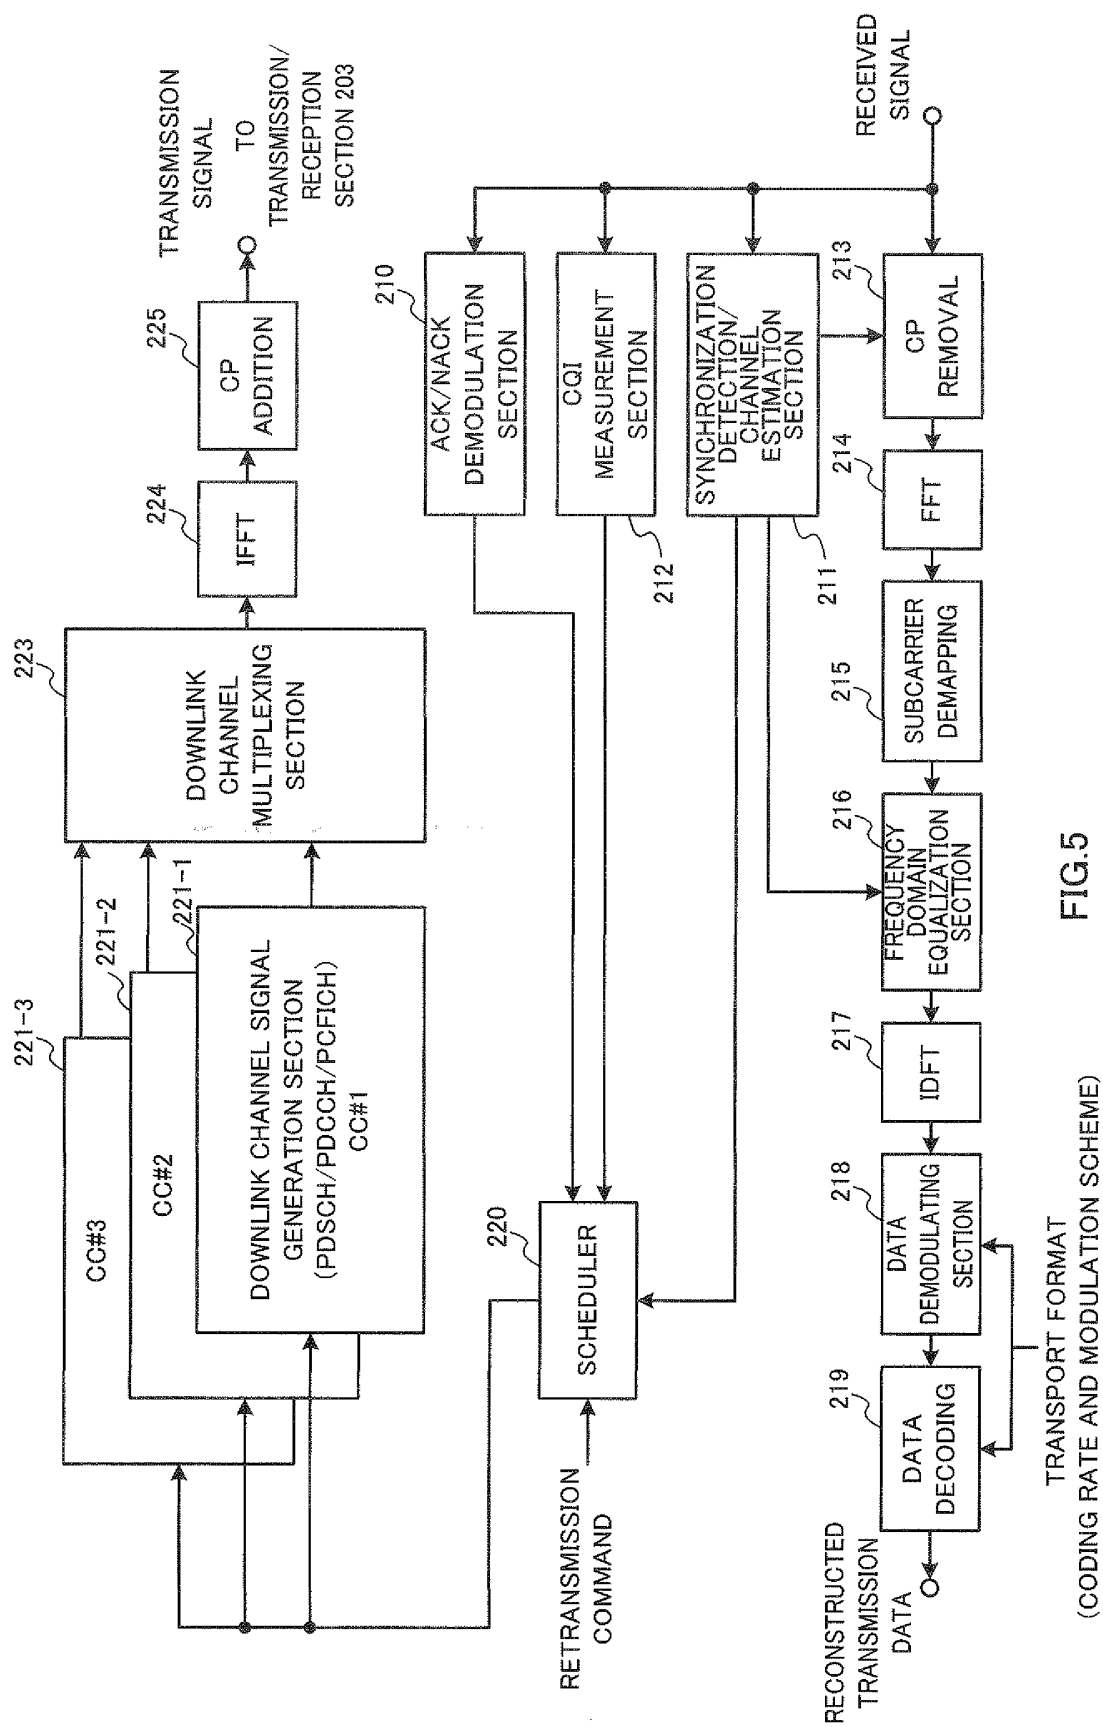 TRANSMISSION
SIGNAL
TO
TRANSMISSION/
RECEPTION
SECTION 203
225
CP
ADDITION
224
IFFT
223
DOWNLINK
CHANNEL
MULTIPLEXING
SECTION
221-3
CC#3
221-2
CC#2
221-1
DOWNLINK CHANNEL SIGNAL
GENERATION SECTION
(PDSCH/PDCCH/PCFICH)
CC#1
210
ACK/NACK
DEMODULATION
SECTION
CQI
MEASUREMENT
SECTION
212
SYNCHRONIZATION
DETECTION/
CHANNEL
ESTIMATION
SECTION
211
220
SCHEDULER
RETRANSMISSION
COMMAND
RECEIVED
SIGNAL
213
CP
REMOVAL
214
FFT
215
SUBCARRIER
DEMAPPING
216
FREQUENCY
DOMAIN
EQUALIZATION
SECTION
217
IDFT
218
DATA
DEMODULATING
SECTION
219
DATA
DECODING
RECONSTRUCTED
TRANSMISSION
DATA
TRANSPORT FORMAT
(CODING RATE AND MODULATION SCHEME)
FIG.5